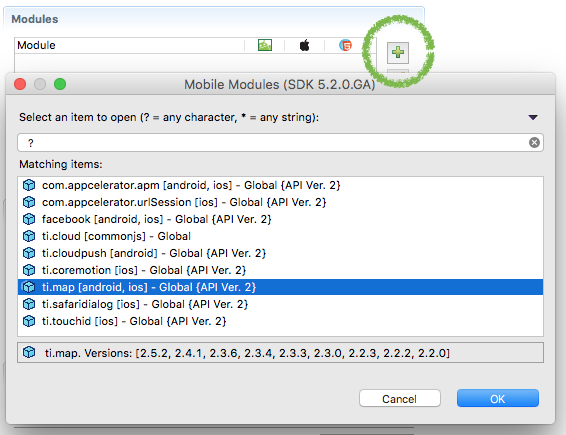 Modules
Module
Mobile Modules (SDK 5.2.0.GA)
Select an item to open (? = any character, * = any string):
?
Matching items:
com.appcelerator.apm [android, ios] - Global {API Ver. 2}
com.appcelerator.urlSession [ios] - Global {API Ver. 2}
facebook [android, ios] - Global {API Ver. 2}
ti.cloud [commonjs] - Global
ti.cloudpush [android] - Global {API Ver. 2}
ti.coremotion [ios] - Global {API Ver. 2}
ti.map [android, ios] - Global {API Ver. 2}
ti.safaridialog [ios] - Global {API Ver. 2}
ti.touchid [ios] - Global {API Ver. 2}
ti.map. Versions: [2.5.2, 2.4.1, 2.3.6, 2.3.4, 2.3.3, 2.3.0, 2.2.3, 2.2.2, 2.2.0]
Cancel
OK